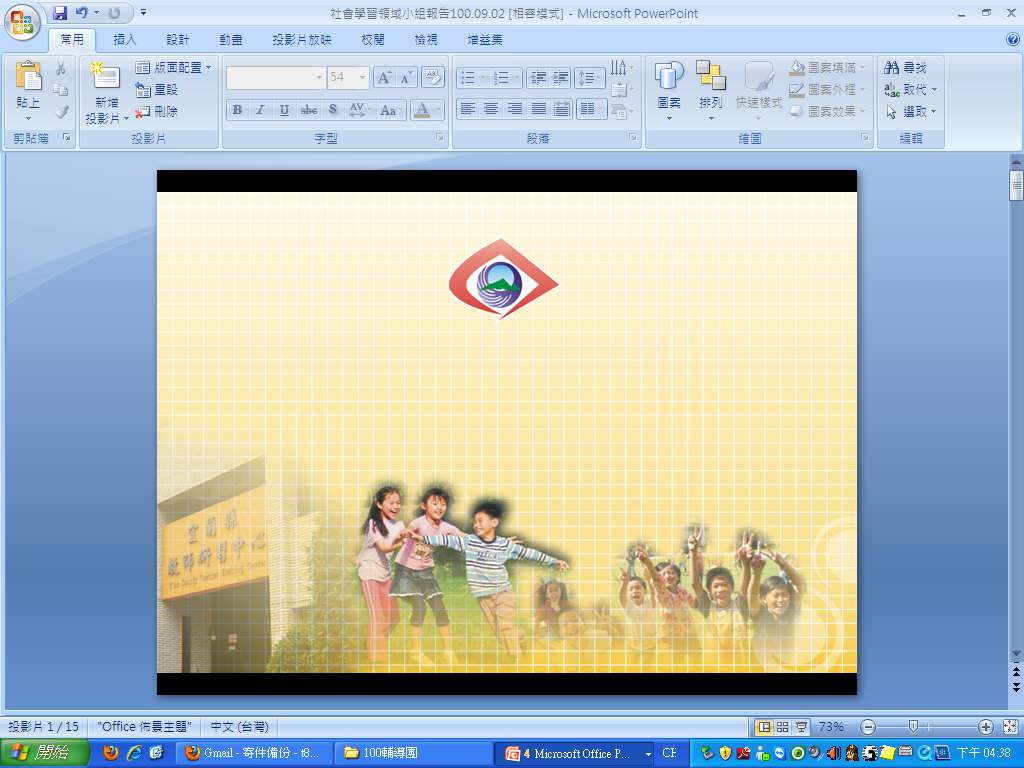 社會學習領域小組報告100.09.02 [相容模式] - Microsoft PowerPoint
常用 插入 設計 動畫 投影片放映 校閱 檢視 增益集
貼上
剪貼簿
新增
投影片
版面配置
重設
刪除
投影片
54
B I U abc S AV Aa A
字型
段落
圖案 排列 快速樣式
圖案填滿
圖案外框
圖案效果
繪圖
尋找
取代
選取
編輯
宜蘭縣
教師研習中心
投影片 1 / 15 "Office 佈景主題" 中文 (台灣) 73%
開始 Gmail - 寄件備份 - t8... 100輔導團 4 Microsoft Office P... CE 下午 04:38